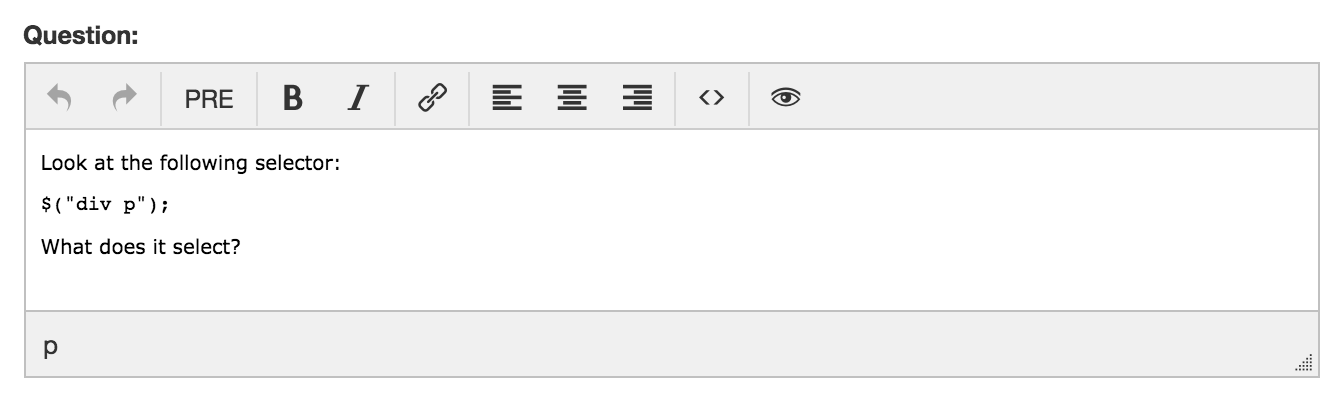 Question:
PRE B I
Look at the following selector:
$("div p");
What does it select?
p